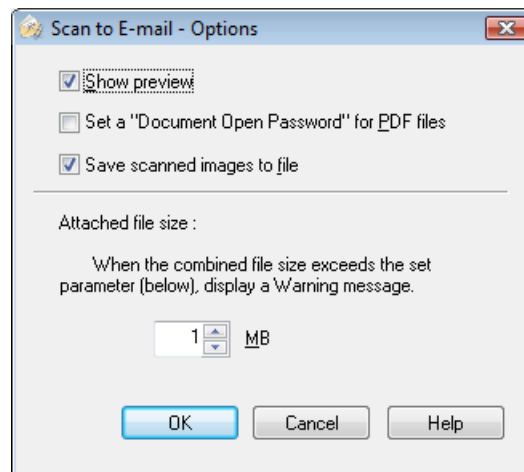 Scan to E-mail - Options
Show preview
Set a "Document Open Password" for PDF files
Save scanned images to file
Attached file size :
When the combined file size exceeds the set
parameter (below), display a Warning message.
1 MB
OK Cancel Help